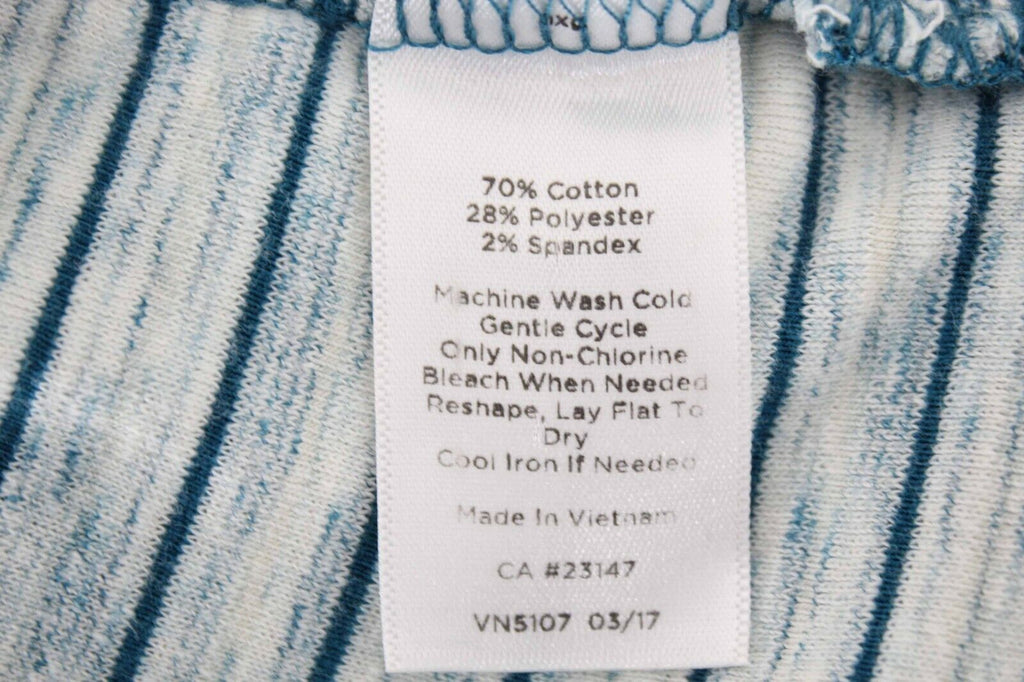 70% Cotton
28% Polyester
2% Spandex
Machine Wash Cold
Gentle Cycle
Only Non-Chlorine
Bleach When Needed
Reshape, Lay Flat To
Dry
Cool Iron If Needed
Made In Vietnam
CA #23147
VN5107 03/17